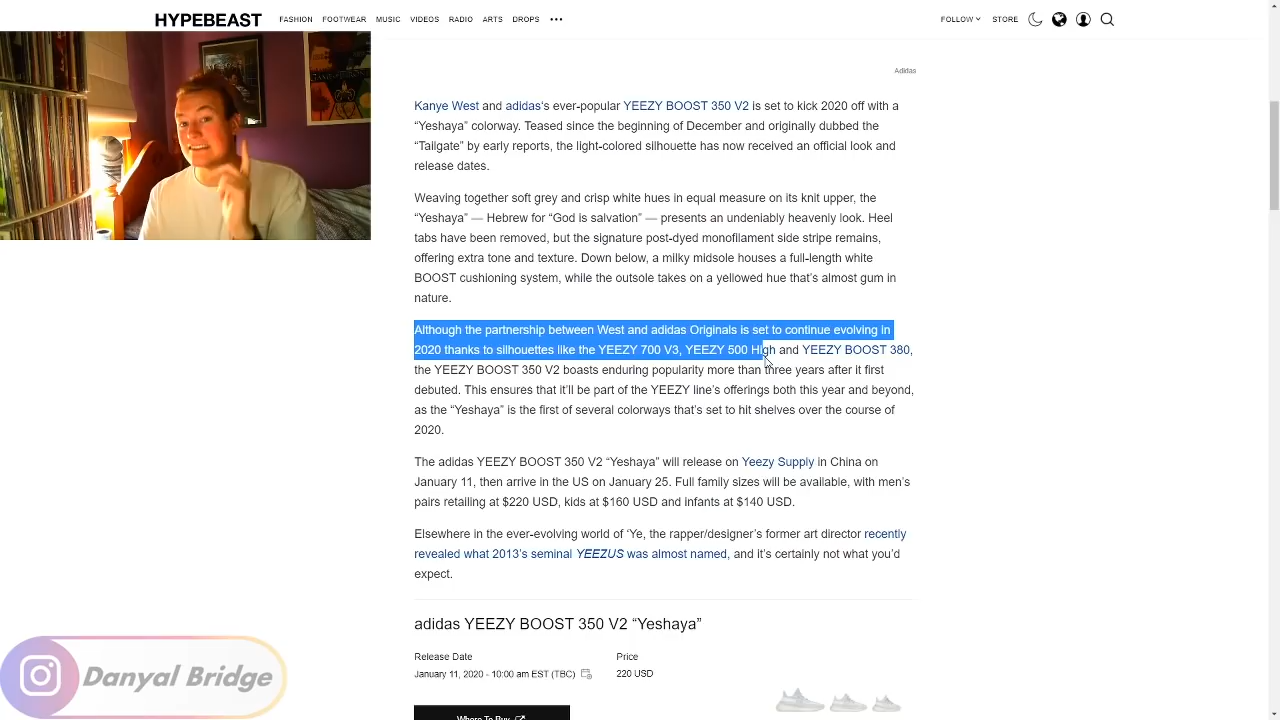 HYPEBEAST
FASHION FOOTWEAR MUSIC VIDEOS RADIO ARTS DROPS •••
FOLLOW STORE
Adidas
Kanye West and adidas's ever-popular YEEZY BOOST 350 V2 is set to kick 2020 off with a
“Yeshaya” colorway. Teased since the beginning of December and originally dubbed the
“Tailgate” by early reports, the light-colored silhouette has now received an official look and
release dates.
Weaving together soft grey and crisp white hues in equal measure on its knit upper, the
“Yeshaya” — Hebrew for “God is salvation” — presents an undeniably heavenly look. Heel
tabs have been removed, but the signature post-dyed monofilament side stripe remains,
offering extra tone and texture. Down below, a milky midsole houses a full-length white
BOOST cushioning system, while the outsole takes on a yellowed hue that's almost gum in
nature.
Although the partnership between West and adidas Originals is set to continue evolving in
2020 thanks to silhouettes like the YEEZY 700 V3, YEEZY 500 High and YEEZY BOOST 380,
the YEEZY BOOST 350 V2 boasts enduring popularity more than three years after it first
debuted. This ensures that it'll be part of the YEEZY line's offerings both this year and beyond,
as the “Yeshaya” is the first of several colorways that's set to hit shelves over the course of
2020.
The adidas YEEZY BOOST 350 V2 “Yeshaya” will release on Yeezy Supply in China on
January 11, then arrive in the US on January 25. Full family sizes will be available, with men's
pairs retailing at $220 USD, kids at $160 USD and infants at $140 USD.
Elsewhere in the ever-evolving world of 'Ye, the rapper/designer's former art director recently
revealed what 2013's seminal YEEZUS was almost named, and it's certainly not what you'd
expect.
adidas YEEZY BOOST 350 V2 “Yeshaya”
Release Date Price
January 11, 2020 - 10:00 am EST (TBC) 220 USD
Danyal Bridge
Where To Buy